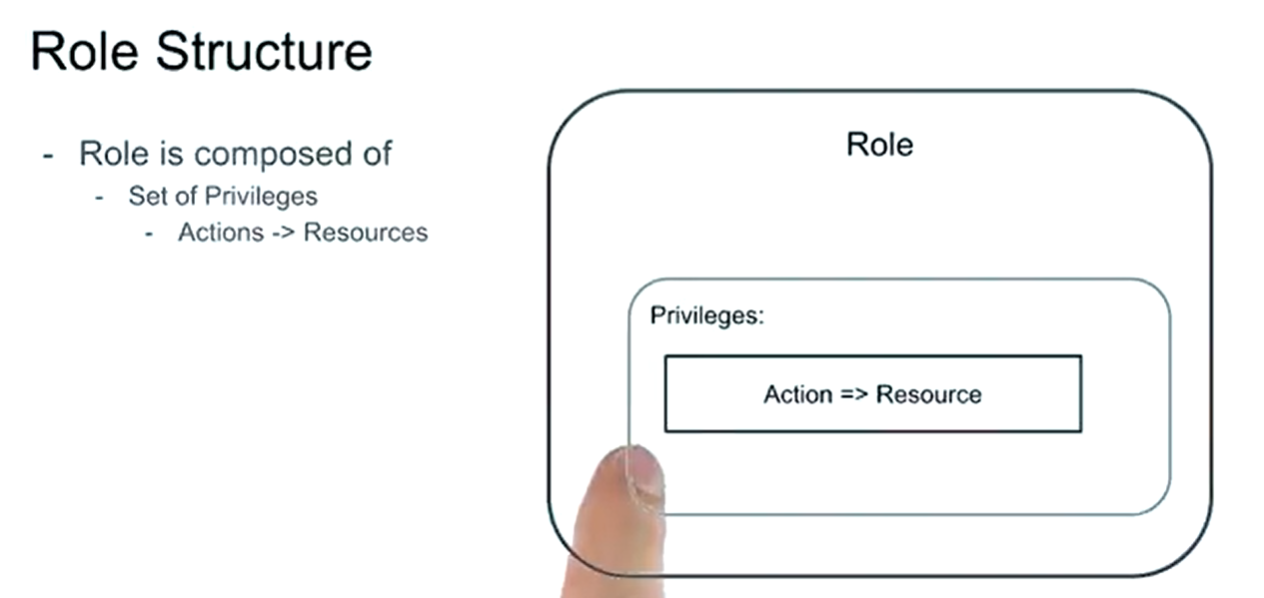 Role Structure
- Role is composed of
- Set of Privileges
- Actions -> Resources
Role
Privileges:
Action => Resource